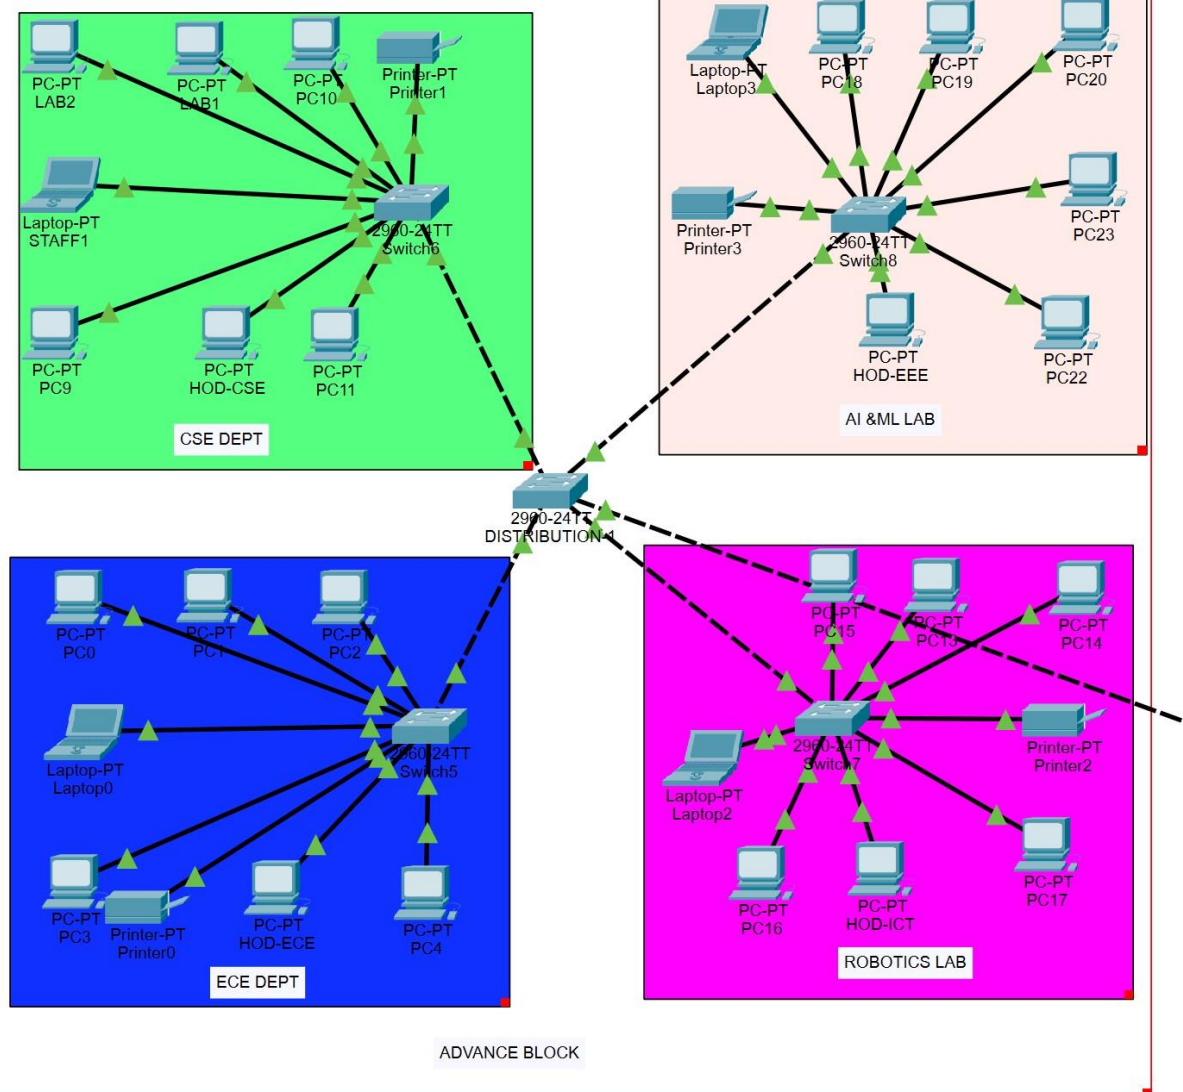 PC-PT
LAB2
PC-PT
LAB1
PC-PT
PC10
Printer-PT
Printer1
Laptop-PT
STAFF1
2960-24TT
Switch6
PC-PT
PC9
PC-PT
HOD-CSE
PC-PT
PC11
CSE DEPT
Laptop-PT
Laptop3
PC-PT
PC18
PC-PT
PC19
PC-PT
PC20
Printer-PT
Printer3
2960-24TT
Switch8
PC-PT
PC23
PC-PT
HOD-EEE
PC-PT
PC22
AI &ML LAB
2960-24TT
DISTRIBUTION-1
PC-PT
PC0
PC-PT
PC1
PC-PT
PC2
Laptop-PT
Laptop0
2960-24TT
Switch5
PC-PT
PC3
Printer-PT
Printer0
PC-PT
HOD-ECE
PC-PT
PC4
ECE DEPT
PC-PT
PC15
PC-PT
PC13
PC-PT
PC14
Laptop-PT
Laptop2
2960-24TT
Switch7
Printer-PT
Printer2
PC-PT
PC16
PC-PT
HOD-ICT
PC-PT
PC17
ROBOTICS LAB
ADVANCE BLOCK